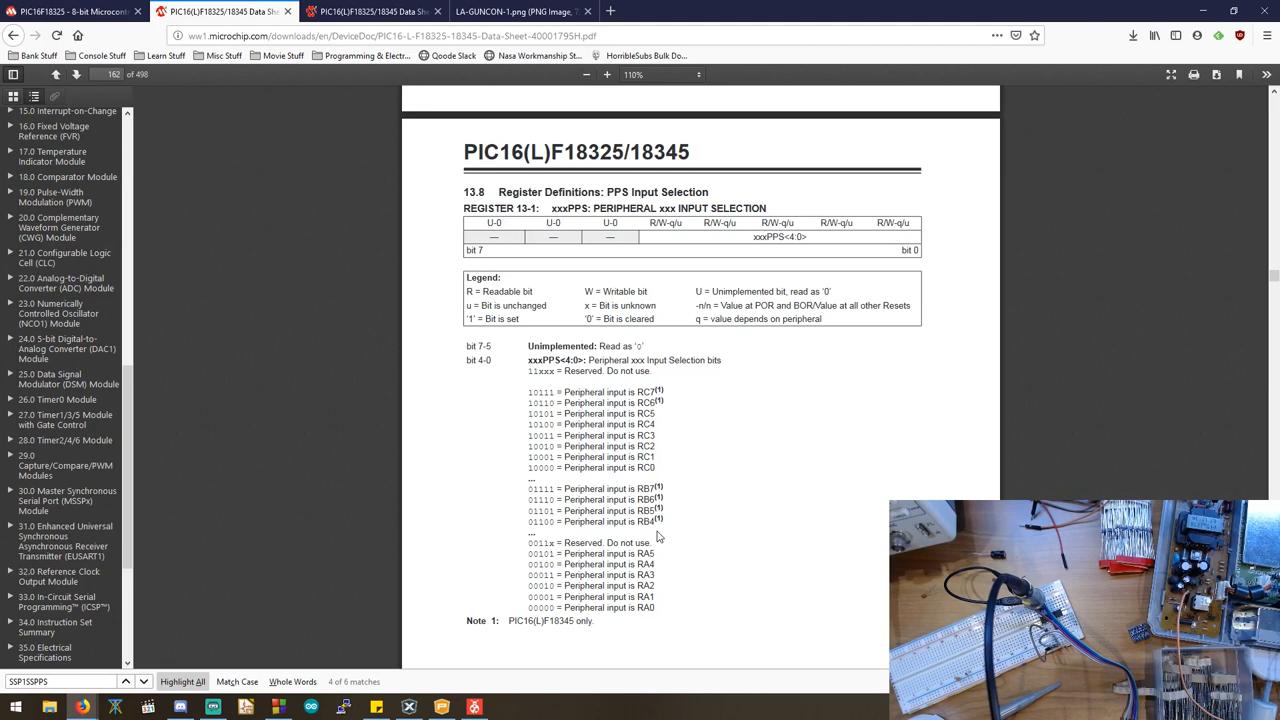 PIC16F18325 - 8-bit Microcont
PIC16(L)F18325/18345 Data She
PIC16(L)F18325/18345 Data She
LA-GUNCON-1.png (PNG Image, 7
ww1.microchip.com/downloads/en/DeviceDoc/PIC16-L-F18325-18345-Data-Sheet-40001795H.pdf
Bank Stuff
Console Stuff
Learn Stuff
Misc Stuff
Movie Stuff
Programming & Electr...
Qode Slack
Nasa Workmanship St...
HorribleSubs Bulk Do...
162 of 498
110%
15.0 Interrupt-on-Change
16.0 Fixed Voltage
Reference (FVR)
17.0 Temperature
Indicator Module
18.0 Comparator Module
19.0 Pulse-Width
Modulation (PWM)
20.0 Complementary
Waveform Generator
(CWG) Module
21.0 Configurable Logic
Cell (CLC)
22.0 Analog-to-Digital
Converter (ADC) Module
23.0 Numerically
Controlled Oscillator
(NCO1) Module
24.0 5-bit Digital-to-
Analog Converter (DAC1)
Module
25.0 Data Signal
Modulator (DSM) Module
26.0 Timer0 Module
27.0 Timer1/3/5 Module
with Gate Control
28.0 Timer2/4/6 Module
29.0
Capture/Compare/PWM
Modules
30.0 Master Synchronous
Serial Port (MSSPx)
Module
31.0 Enhanced Universal
Synchronous
Asynchronous Receiver
Transmitter (EUSART1)
32.0 Reference Clock
Output Module
33.0 In-Circuit Serial
Programming™ (ICSP™)
34.0 Instruction Set
Summary
35.0 Electrical
Specifications
PIC16(L)F18325/18345
13.8 Register Definitions: PPS Input Selection
REGISTER 13-1: xxxPPS: PERIPHERAL xxx INPUT SELECTION
U-0 U-0 U-0 R/W-q/u R/W-q/u R/W-q/u R/W-q/u R/W-q/u
— — — xxxPPS<4:0>
bit 7 bit 0
Legend:
R = Readable bit W = Writable bit U = Unimplemented bit, read as ‘0’
u = Bit is unchanged x = Bit is unknown -n/n = Value at POR and BOR/Value at all other Resets
‘1’ = Bit is set ‘0’ = Bit is cleared q = value depends on peripheral
bit 7-5 Unimplemented: Read as ‘0’
bit 4-0 xxxPPS<4:0>: Peripheral xxx Input Selection bits
11xxx = Reserved. Do not use.
10111 = Peripheral input is RC7(1)
10110 = Peripheral input is RC6(1)
10101 = Peripheral input is RC5
10100 = Peripheral input is RC4
10011 = Peripheral input is RC3
10010 = Peripheral input is RC2
10001 = Peripheral input is RC1
10000 = Peripheral input is RC0
...
01111 = Peripheral input is RB7(1)
01110 = Peripheral input is RB6(1)
01101 = Peripheral input is RB5(1)
01100 = Peripheral input is RB4(1)
...
0011x = Reserved. Do not use.
00101 = Peripheral input is RA5
00100 = Peripheral input is RA4
00011 = Peripheral input is RA3
00010 = Peripheral input is RA2
00001 = Peripheral input is RA1
00000 = Peripheral input is RA0
Note 1: PIC16(L)F18345 only.
SSP1SSPPS
Highlight All
Match Case
Whole Words
4 of 6 matches